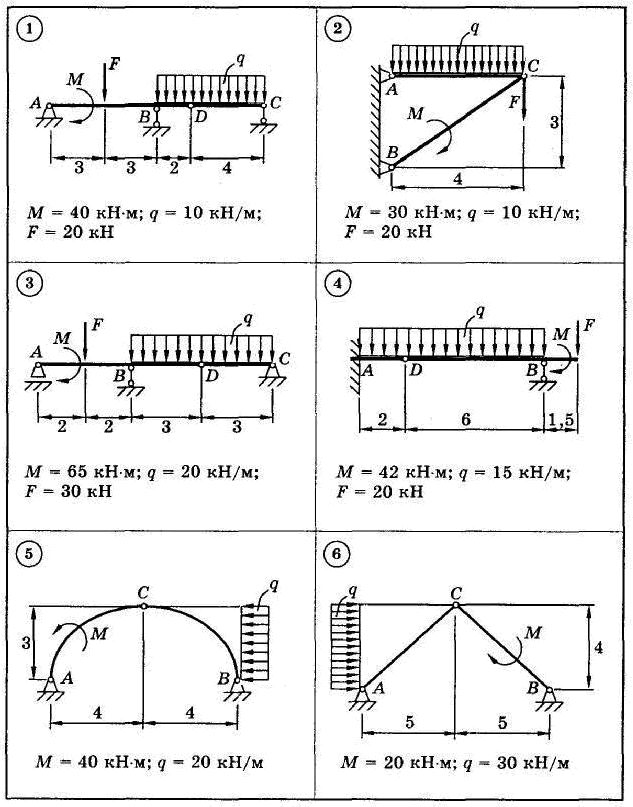 1
q
F
M
A
B
D
C
3
3
2
4
M = 40 кН·м; q = 10 кН/м;
F = 20 кН
2
q
A
C
M
F
3
B
4
M = 30 кН·м; q = 10 кН/м;
F = 20 кН
3
q
F
M
A
B
D
C
2
2
3
3
M = 65 кН·м; q = 20 кН/м;
F = 30 кН
4
q
F
M
A
D
B
2
6
1,5
M = 42 кН·м; q = 15 кН/м;
F = 20 кН
5
C
q
3
M
A
B
4
4
M = 40 кН·м; q = 20 кН/м
6
C
q
M
4
A
B
5
5
M = 20 кН·м; q = 30 кН/м